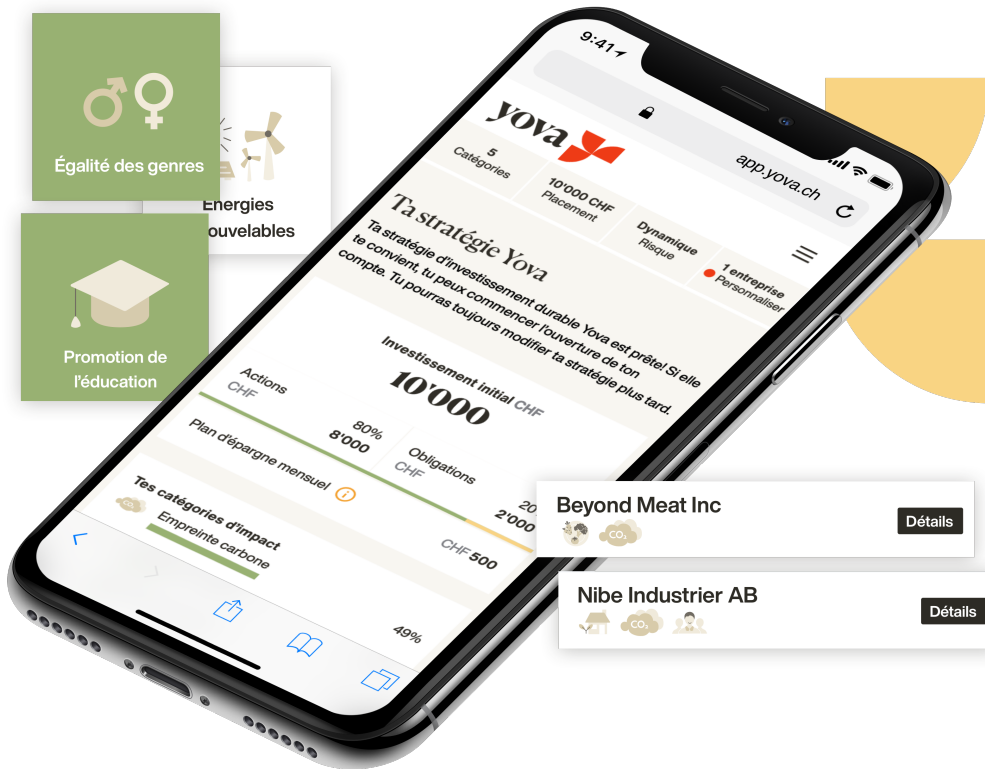 Égalité des genres
Énergies
ouvelables
Promotion de
l'éducation
9:41
app.yova.ch
yova
5
Catégories
10'000 CHF
Placement
Dynamique
Risque
1 entreprise
Personnaliser
Ta stratégie Yova
Ta stratégie d'investissement durable Yova est prête! Si elle
te convient, tu peux commencer l'ouverture de ton
compte. Tu pourras toujours modifier ta stratégie plus tard.
Investissement initial CHF
10'000
Actions
CHF
80%
8'000
Obligations
CHF
20
2'000
Plan d'épargne mensuel
CHF 500
Tes catégories d'impact
CO₂
Empreinte carbone
49%
Beyond Meat Inc
CO₂
Détails
Nibe Industrier AB
CO₂
Détails